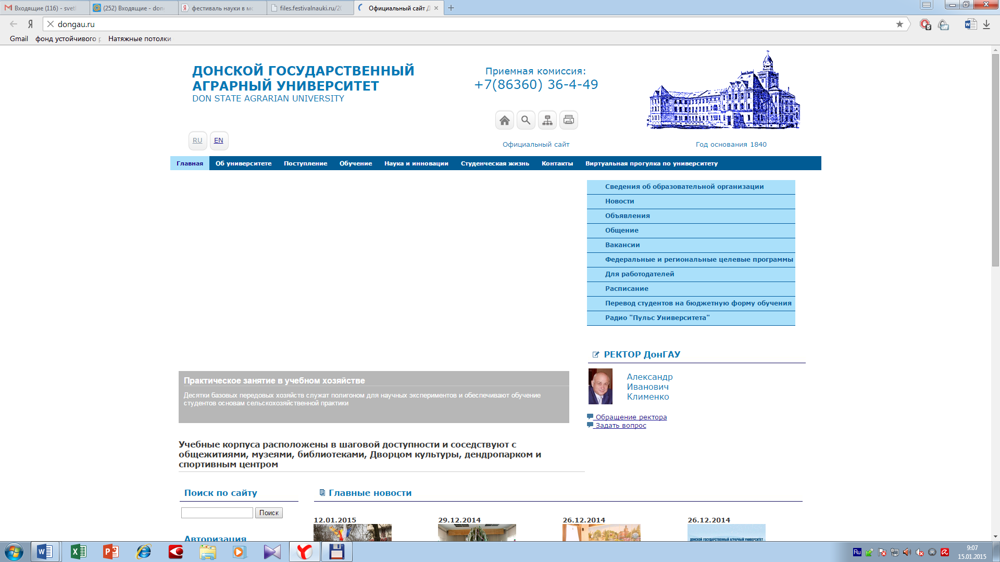 Входящие (116) - svet
(252) Входящие - don
фестиваль науки в мо
files.festivalnauki.ru/20
Официальный сайт Д
dongau.ru
Gmail
фонд устойчивого р
Натяжные потолки
ДОНСКОЙ ГОСУДАРСТВЕННЫЙ
АГРАРНЫЙ УНИВЕРСИТЕТ
DON STATE AGRARIAN UNIVERSITY
Приемная комиссия:
+7(86360) 36-4-49
RU
EN
Официальный сайт
Год основания 1840
Главная
Об университете
Поступление
Обучение
Наука и инновации
Студенческая жизнь
Контакты
Виртуальная прогулка по университету
Сведения об образовательной организации
Новости
Объявления
Общение
Вакансии
Федеральные и региональные целевые программы
Для работодателей
Расписание
Перевод студентов на бюджетную форму обучения
Радио "Пульс Университета"
РЕКТОР ДонГАУ
Александр
Иванович
Клименко
Обращение ректора
Задать вопрос
Практическое занятие в учебном хозяйстве
Десятки базовых передовых хозяйств служат полигоном для научных экспериментов и обеспечивают обучение
студентов основам сельскохозяйственной практики
Учебные корпуса расположены в шаговой доступности и соседствуют с
общежитиями, музеями, библиотеками, Дворцом культуры, дендропарком и
спортивным центром
Поиск по сайту
Поиск
Авторизация
Главные новости
12.01.2015
29.12.2014
26.12.2014
26.12.2014
ДОНСКОЙ ГОСУДАРСТВЕННЫЙ АГРАРНЫЙ УНИВЕРСИТЕТ
Ru
9:07
15.01.2015